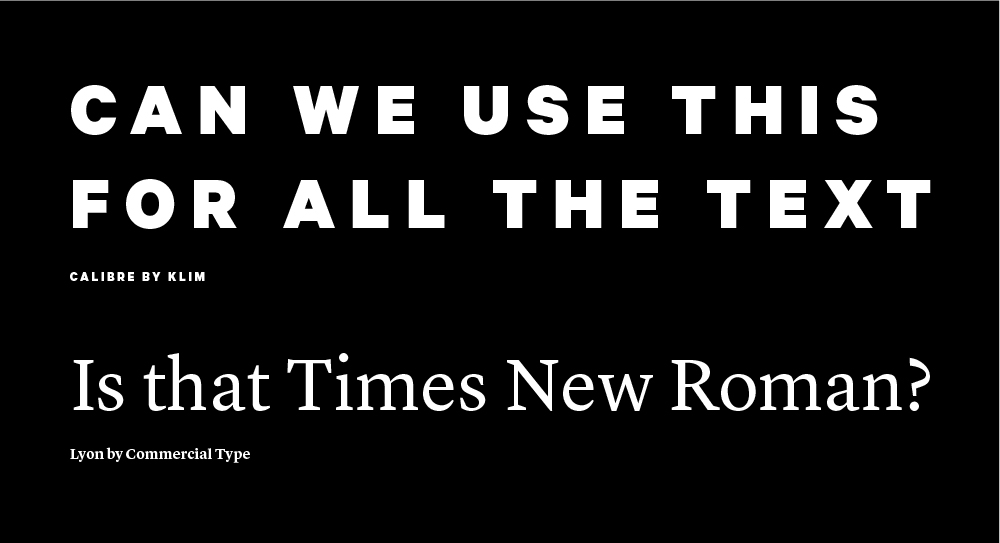 CAN WE USE THIS
FOR ALL THE TEXT
CALIBRE BY KLIM
Is that Times New Roman?
Lyon by Commercial Type